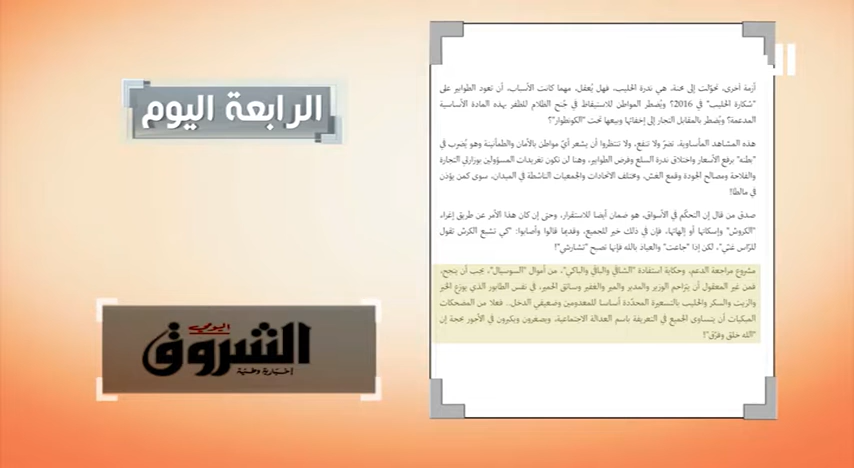 الرابعة اليوم
أزمة أخرى، تحوّلت إلى محنة، هي ندرة الحليب، فهل يُعقل، مهما كانت الأسباب، أن تعود الطوابير على
"شكارة الحليب" في 2016؟ ويُضطر المواطن للاستيقاظ في جُنح الظلام للظفر بهذه المادة الأساسية
المدعمة؟ ويُضطر بالمقابل التجار إلى إخفائها وبيعها تحت "الكونطوار"؟
هذه المشاهد المأساوية، تضرّ ولا تنفع، ولا تنتظروا أن يشعر أيّ مواطن بالأمان والطمأنينة وهو يُضرب في
"بطنه" برفع الأسعار واختلاق ندرة السلع وفرض الطوابير، وهنا لن تكون تغريدات المسؤولين بوزارتي التجارة
والفلاحة ومصالح الجودة وقمع الغش، ومختلف الاتحادات والجمعيات الناشطة في الميدان، سوى كمن يؤذن
في مالطا!
صدق من قال إن التحكّم في الأسواق، هو ضمان أيضا للاستقرار، وحتى إن كان هذا الأمر عن طريق إغراء
"الكروش" وإسكاتها أو إلهائها، فإن في ذلك خير للجميع، وقديما قالوا وأصابوا: "كي تشبع الكرش تقول
للرّاس غنّي"، لكن إذا "جاعت" والعياذ بالله فإنها تصبح "تشارشي"!
مشروع مراجعة الدعم، وحكاية استفادة "الشاقي والباقي والباكي"، من أموال "السوسيال"، يجب أن ينجح،
فمن غير المعقول أن يتزاحم الوزير والمدير والمير والغفير وسائق الحمير، في نفس الطابور الذي يوزع الخبز
والزيت والسكر والحليب بالتسعيرة المحدّدة أساسا للمعدومين وضعيفي الدخل.. فعلا من المضحكات
المبكيات أن يتساوى الجميع في التعريفة باسم العدالة الاجتماعية، ويصغرون ويكبرون في الأجور بحجة إن
"الله خلق وفرّق"!
الشروق
اليومي
إخبارية وطنية